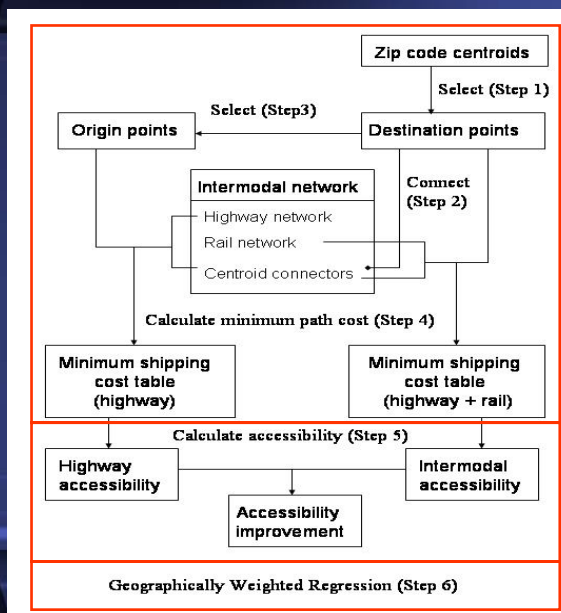 Zip code centroids
Select (Step 1)
Select (Step3)
Origin points
Destination points
Intermodal network
Connect
(Step 2)
Highway network
Rail network
Centroid connectors
Calculate minimum path cost (Step 4)
Minimum shipping
cost table
(highway)
Minimum shipping
cost table
(highway + rail)
Calculate accessibility (Step 5)
Highway
accessibility
Intermodal
accessibility
Accessibility
improvement
Geographically Weighted Regression (Step 6)